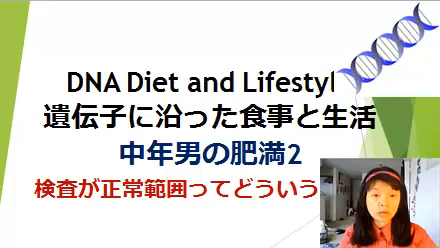 DNA Diet and Lifestyl
遺伝子に沿った食事と生活
中年男の肥満2
検査が正常範囲ってどういう